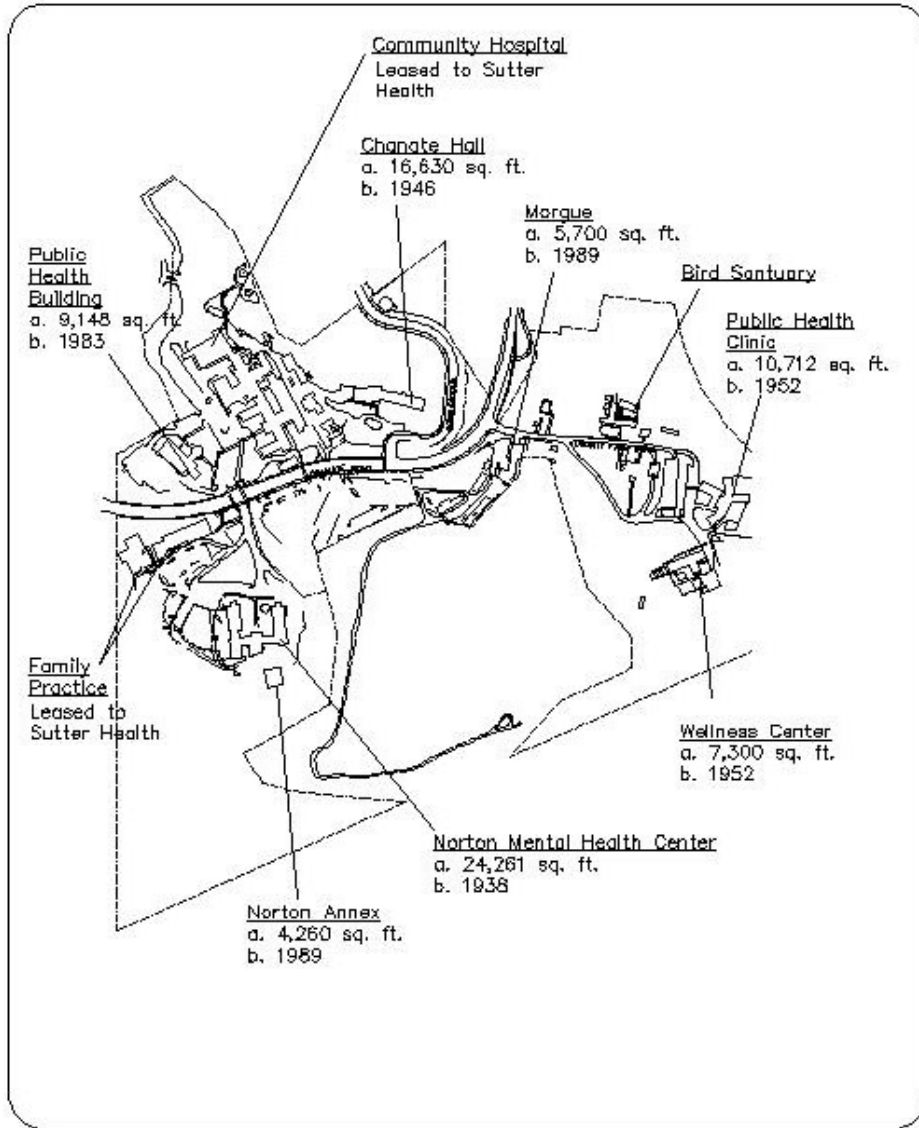 Community Hospital
Leased to Sutter
Health
Chanate Hall
a. 16,630 sq. ft.
b. 1946
Morgue
a. 5,700 sq. ft.
b. 1989
Bird Santuary
Public
Health
Building
a. 9,148 sq ft.
b. 1983
Public Health
Clinic
a. 10,712 sq. ft.
b. 1952
Family
Practice
Leased to
Sutter Health
Wellness Center
a. 7,300 sq. ft.
b. 1952
Norton Mental Health Center
a. 24,261 sq. ft.
b. 1938
Norton Annex
a. 4,260 sq. ft.
b. 1989